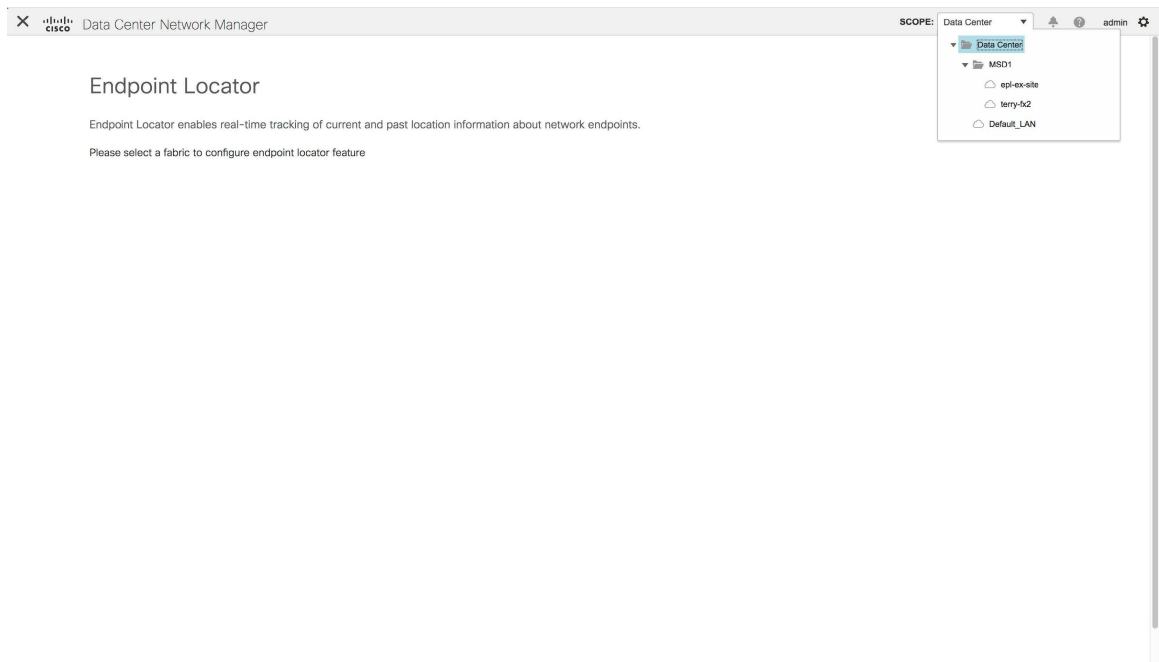 CISCO Data Center Network Manager
SCOPE: Data Center admin
Data Center
MSD1
epl-ex-site
terry-fx2
Default_LAN
Endpoint Locator
Endpoint Locator enables real-time tracking of current and past location information about network endpoints.
Please select a fabric to configure endpoint locator feature